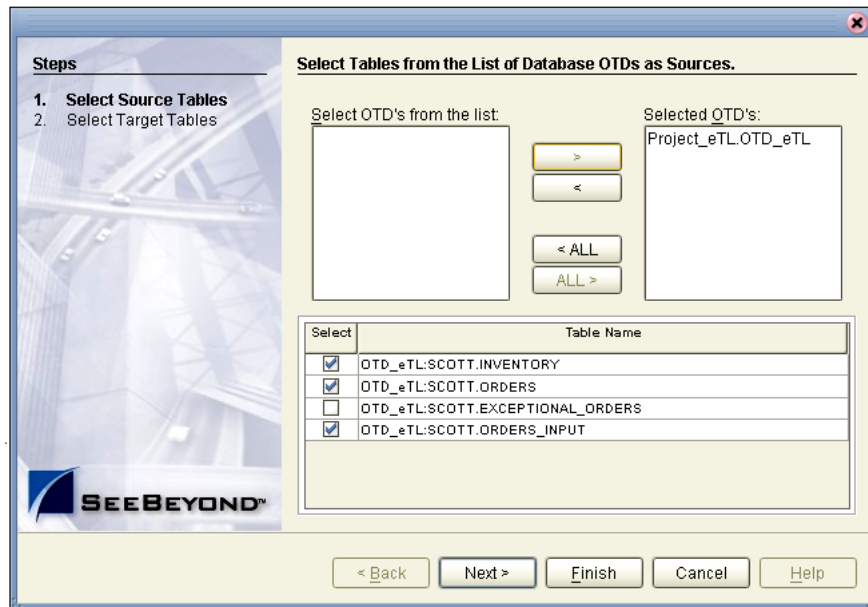 Steps
1. Select Source Tables
2. Select Target Tables
SEEBEYOND™
Select Tables from the List of Database OTDs as Sources.
Select OTD's from the list:
>
<
< ALL
ALL >
Selected OTD's:
Project_eTL.OTD_eTL
Select Table Name
OTD_eTL:SCOTT.INVENTORY
OTD_eTL:SCOTT.ORDERS
OTD_eTL:SCOTT.EXCEPTIONAL_ORDERS
OTD_eTL:SCOTT.ORDERS_INPUT
< Back Next > Finish Cancel Help